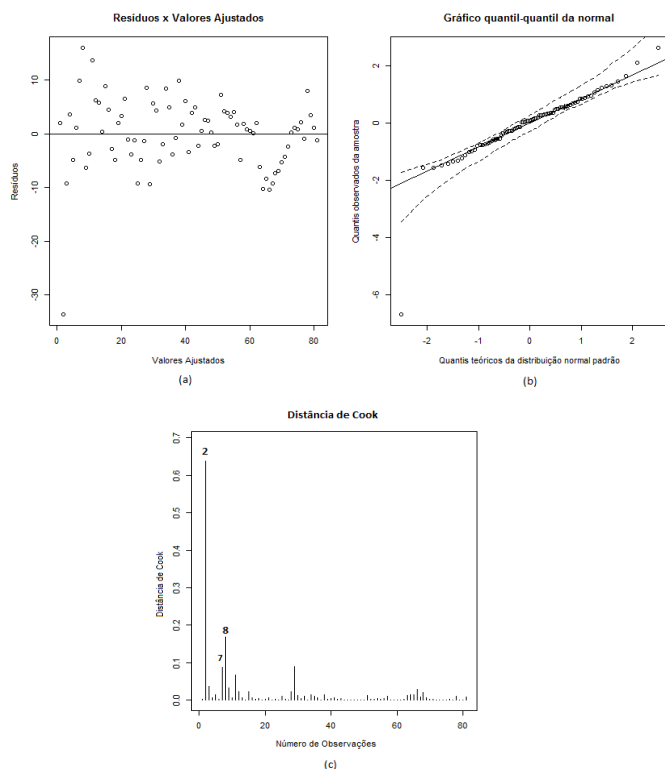 Resíduos x Valores Ajustados
Resíduos
10
0
-10
-20
-30
0 20 40 60 80
Valores Ajustados
(a)
Gráfico quantil-quantil da normal
Quantis observados da amostra
2
0
-2
-4
-6
-2 -1 0 1 2
Quantis teóricos da distribuição normal padrão
(b)
Distância de Cook
Distância de Cook
0.7
0.6
0.5
0.4
0.3
0.2
0.1
0.0
2
8
7
0 20 40 60 80
Número de Observações
(c)